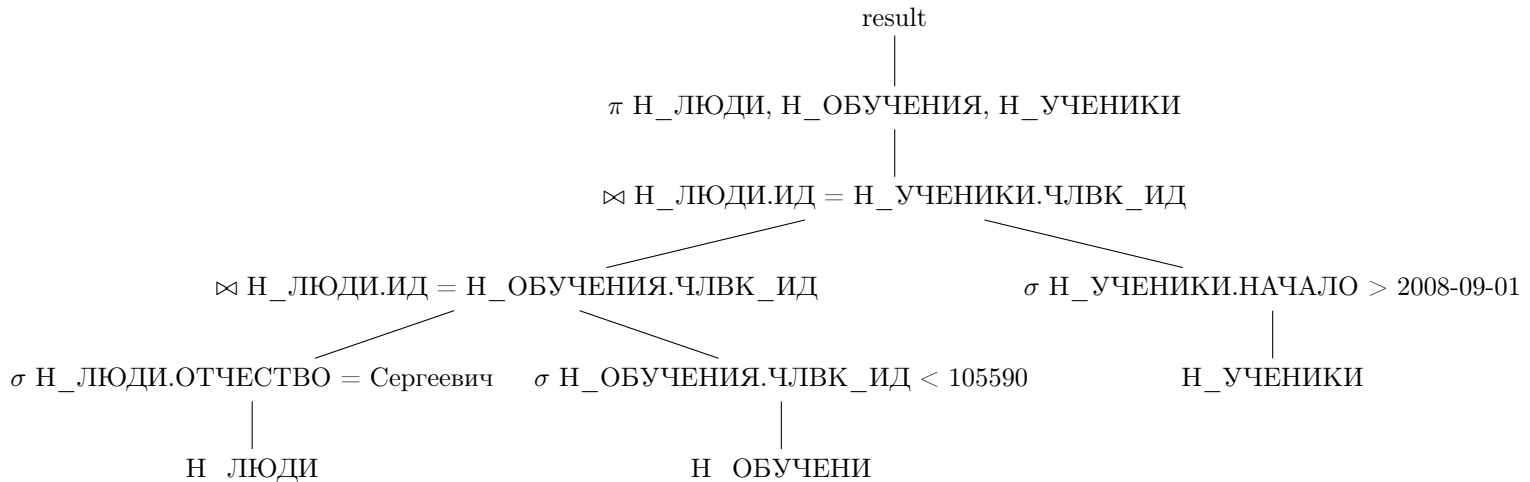 result
π Н_ЛЮДИ, Н_ОБУЧЕНИЯ, Н_УЧЕНИКИ
⋈ Н_ЛЮДИ.ИД = Н_УЧЕНИКИ.ЧЛВК_ИД
⋈ Н_ЛЮДИ.ИД = Н_ОБУЧЕНИЯ.ЧЛВК_ИД
σ Н_УЧЕНИКИ.НАЧАЛО > 2008-09-01
σ Н_ЛЮДИ.ОТЧЕСТВО = Сергеевич
σ Н_ОБУЧЕНИЯ.ЧЛВК_ИД < 105590
Н_УЧЕНИКИ
Н ЛЮДИ
Н ОБУЧЕНИ